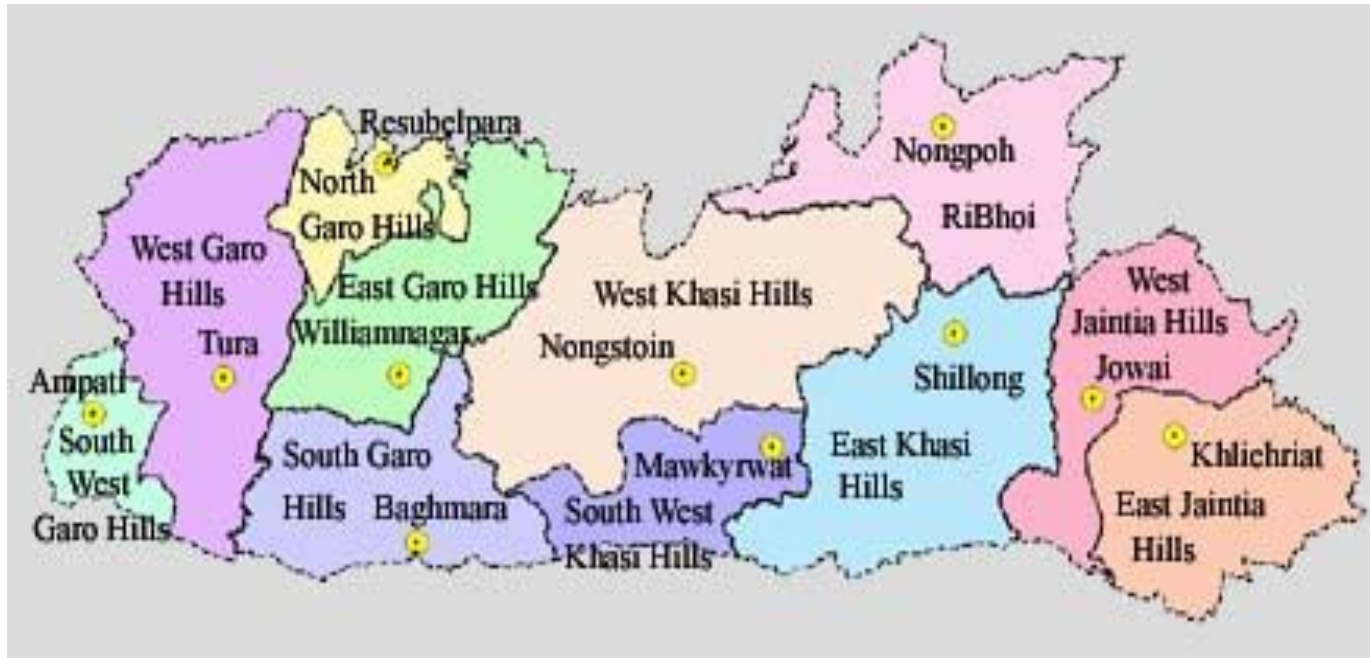 Resubelpara
North
Garo Hills
West Garo
Hills
Tura
East Garo Hills
Williamnagar
Ampati
South
West
Garo Hills
South Garo
Hills
Baghmara
West Khasi Hills
Nongstoin
Mawkyrwat
South West
Khasi Hills
Nongpoh
RiBhoi
Shillong
East Khasi
Hills
West
Jaintia Hills
Jowai
Khliehriat
East Jaintia
Hills